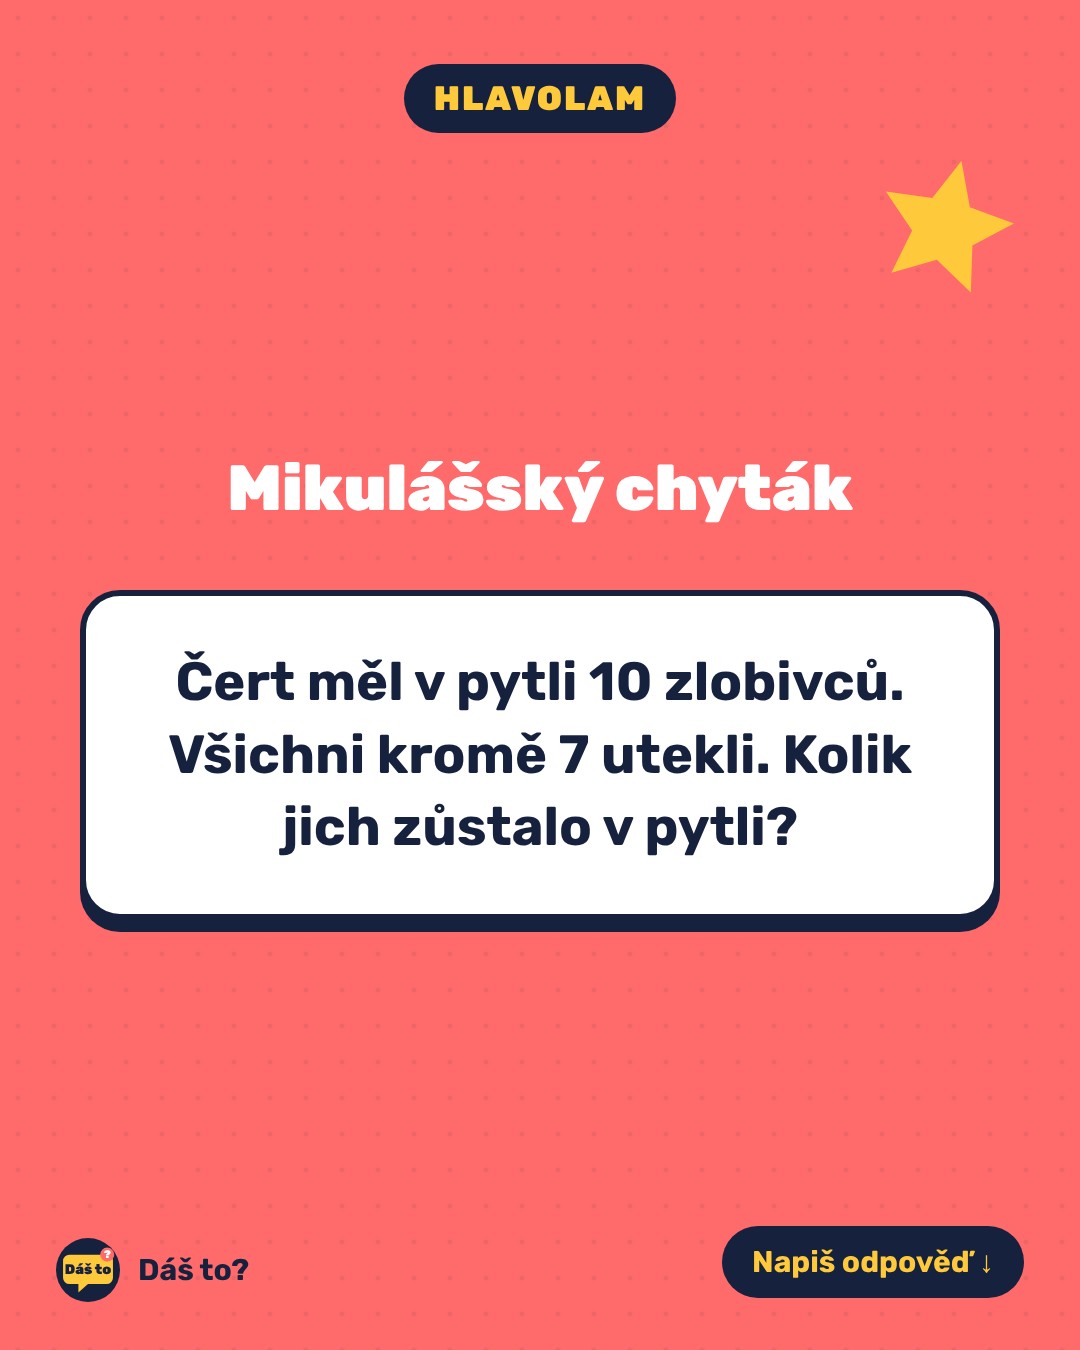 HLAVOLAM
Mikulášský chyták
Čert měl v pytli 10 zlobivců.
Všichni kromě 7 utekli. Kolik
jich zůstalo v pytli?
Dáš to
?
Dáš to?
Napiš odpověď ↓